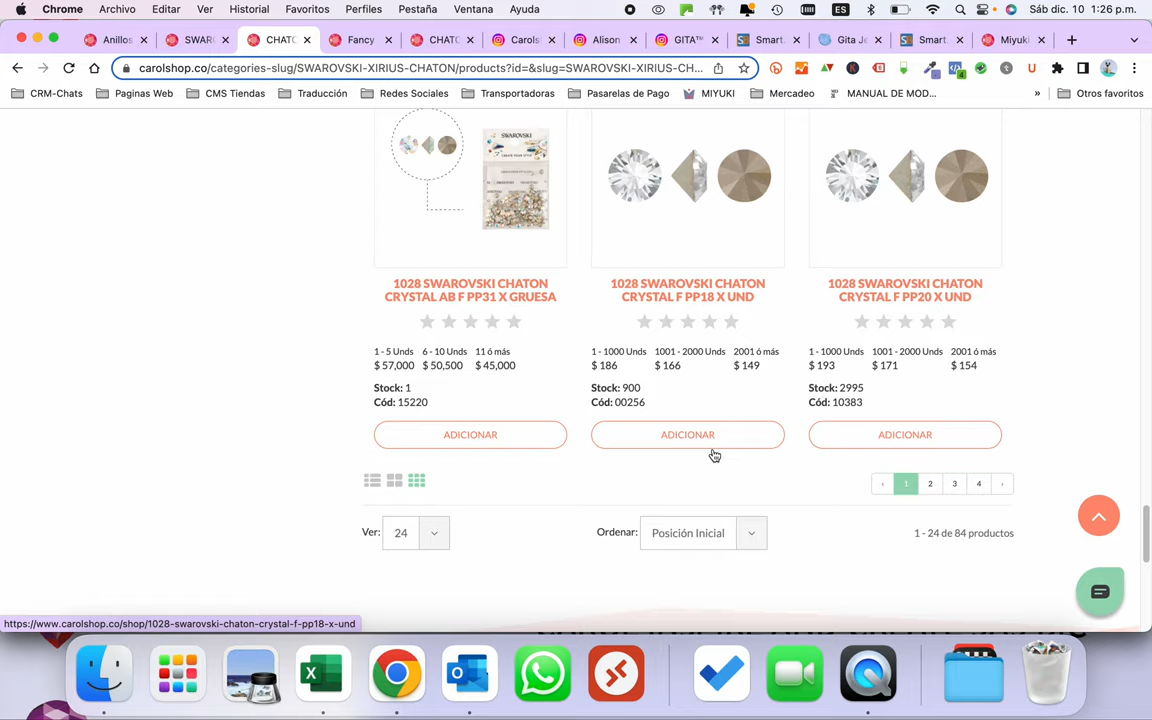 Chrome Archivo Editar Ver Historial Favoritos Perfiles Pestaña Ventana Ayuda ES Sáb dic. 10 1:26 p.m.
Anillos SWAR CHATC Fancy CHATC Carols Alison GITA™ Smart. Gita Je Smart. Miyuki
carolshop.co/categories-slug/SWAROVSKI-XIRIUS-CHATON/products?id=&slug=SWAROVSKI-XIRIUS-CH...
CRM-Chats Paginas Web CMS Tiendas Traducción Redes Sociales Transportadoras Pasarelas de Pago MIYUKI Mercadeo MANUAL DE MOD... » Otros favoritos
SWAROVSKI
1028 SWAROVSKI CHATON 1028 SWAROVSKI CHATON 1028 SWAROVSKI CHATON
CRYSTAL AB F PP31 X GRUESA CRYSTAL F PP18 X UND CRYSTAL F PP20 X UND
1 - 5 Unds 6 - 10 Unds 11 ó más 1 - 1000 Unds 1001 - 2000 Unds 2001 ó más 1 - 1000 Unds 1001 - 2000 Unds 2001 ó más
$ 57,000 $ 50,500 $ 45,000 $ 186 $ 166 $ 149 $ 193 $ 171 $ 154
Stock: 1 Stock: 900 Stock: 2995
Cód: 15220 Cód: 00256 Cód: 10383
ADICIONAR ADICIONAR ADICIONAR
‹ 1 2 3 4 ›
Ver: 24 Ordenar: Posición Inicial 1 - 24 de 84 productos
https://www.carolshop.co/shop/1028-swarovski-chaton-crystal-f-pp18-x-und